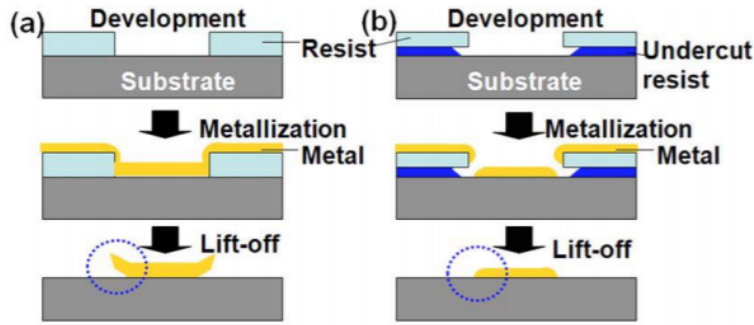 (a)
Development
Resist
Substrate
Metallization
Metal
Lift-off
(b)
Development
Undercut
resist
Substrate
Metallization
Metal
Lift-off